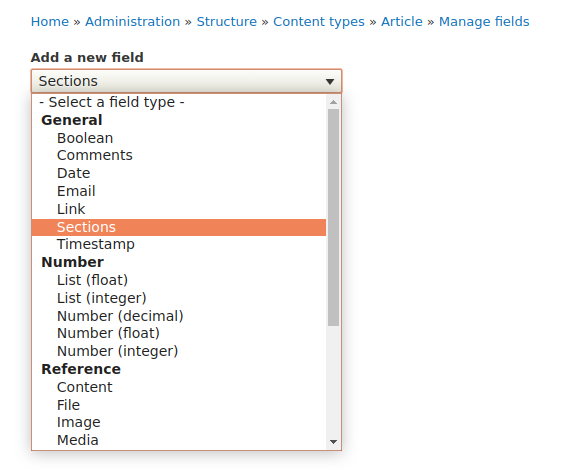 Home » Administration » Structure » Content types » Article » Manage fields
Add a new field
Sections
- Select a field type -
General
Boolean
Comments
Date
Email
Link
Sections
Timestamp
Number
List (float)
List (integer)
Number (decimal)
Number (float)
Number (integer)
Reference
Content
File
Image
Media